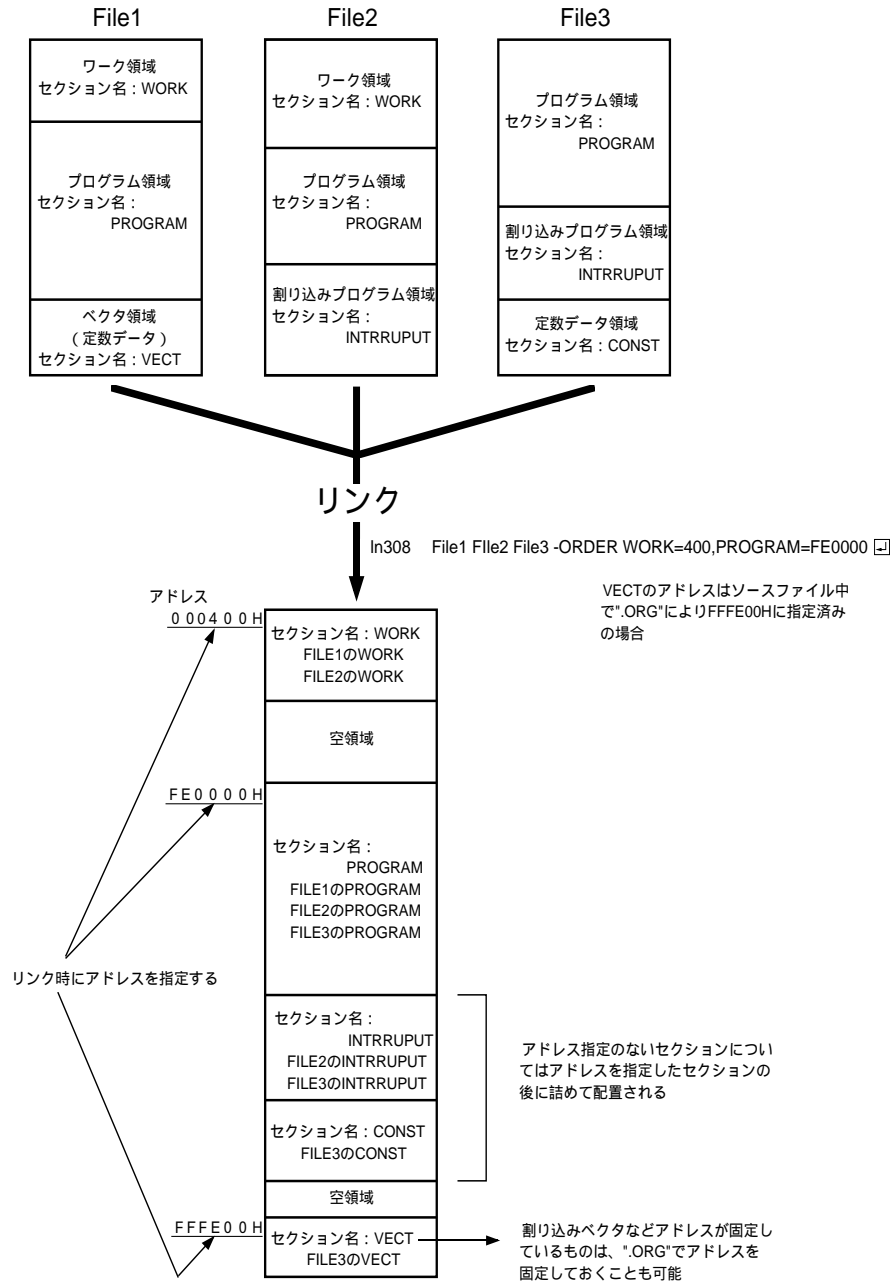 File1
File2
File3
ワーク領域
セクション名：WORK
プログラム領域
セクション名：
PROGRAM
ベクタ領域
（定数データ）
セクション名：VECT
ワーク領域
セクション名：WORK
プログラム領域
セクション名：
PROGRAM
割り込みプログラム領域
セクション名：
INTRRUPUT
プログラム領域
セクション名：
PROGRAM
割り込みプログラム領域
セクション名：
INTRRUPUT
定数データ領域
セクション名：CONST
リンク
ln308 File1 FIle2 File3 -ORDER WORK=400,PROGRAM=FE0000
VECTのアドレスはソースファイル中
で".ORG"によりFFFE00Hに指定済み
の場合
アドレス
000400H
セクション名：WORK
FILE1のWORK
FILE2のWORK
空領域
FE0000H
セクション名：
PROGRAM
FILE1のPROGRAM
FILE2のPROGRAM
FILE3のPROGRAM
リンク時にアドレスを指定する
セクション名：
INTRRUPUT
FILE2のINTRRUPUT
FILE3のINTRRUPUT
アドレス指定のないセクションについ
てはアドレスを指定したセクションの
後に詰めて配置される
セクション名：CONST
FILE3のCONST
空領域
FFFE00H
セクション名：VECT
FILE3のVECT
割り込みベクタなどアドレスが固定し
ているものは、".ORG"でアドレスを
固定しておくことも可能